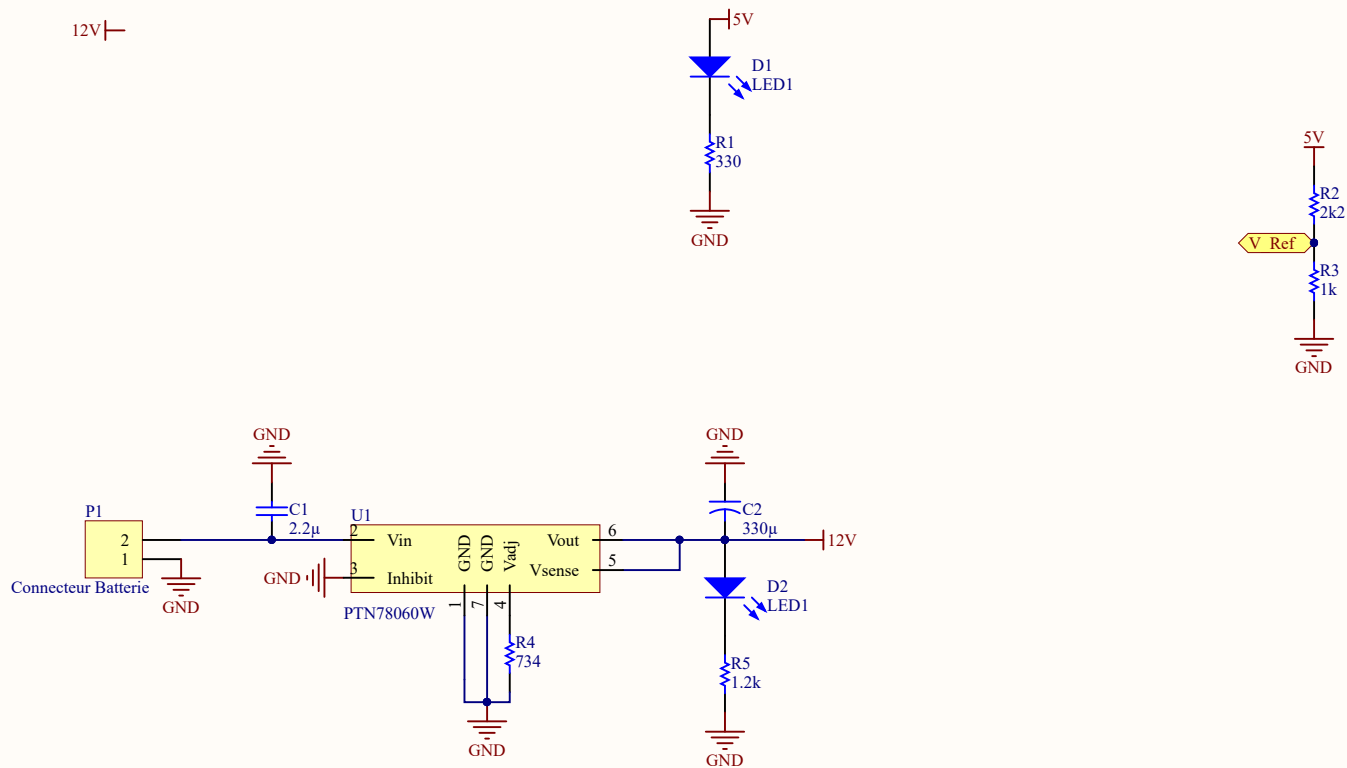 12V
5V
D1
LED1
R1
330
GND
5V
R2
2k2
V_Ref
R3
1k
GND
GND
C1
2.2µ
P1
2
1
Connecteur Batterie
GND
U1
2
Vin
3
Inhibit
GND
GND
GND
Vadj
Vout
6
Vsense
5
1
7
4
PTN78060W
R4
734
GND
GND
C2
330µ
12V
D2
LED1
R5
1.2k
GND